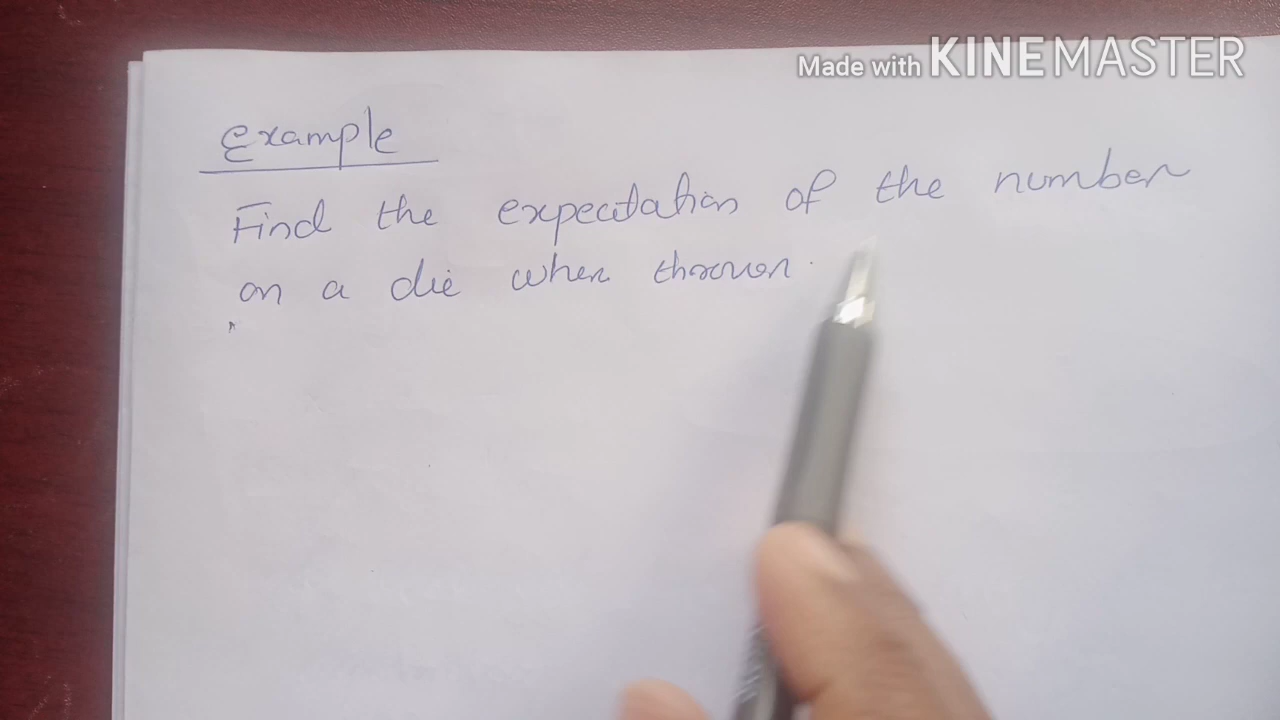 Made with KINEMASTER
Example
Find the expectation of the number
on a die when thrown.